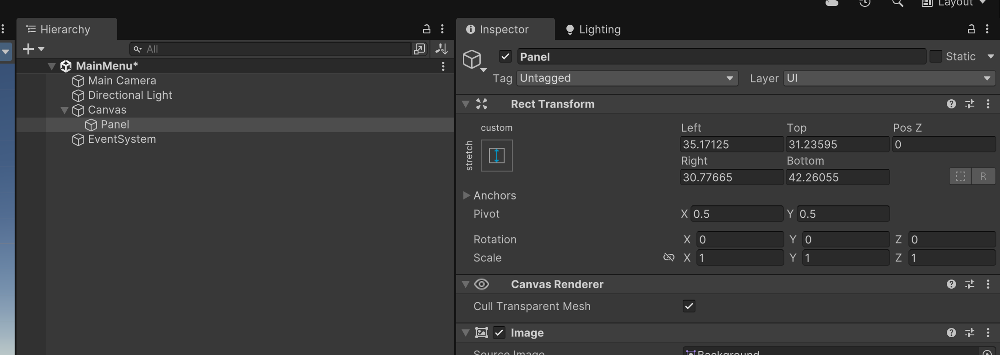 Layout
Hierarchy
All
MainMenu*
Main Camera
Directional Light
Canvas
Panel
EventSystem
Inspector
Lighting
Panel
Static
Tag
Untagged
Layer
UI
Rect Transform
custom
stretch
Left
Top
Pos Z
35.17125
31.23595
0
Right
Bottom
30.77665
42.26055
R
Anchors
Pivot
X 0.5
Y 0.5
Rotation
X 0
Y 0
Z 0
Scale
X 1
Y 1
Z 1
Canvas Renderer
Cull Transparent Mesh
Image
Source Image
Background